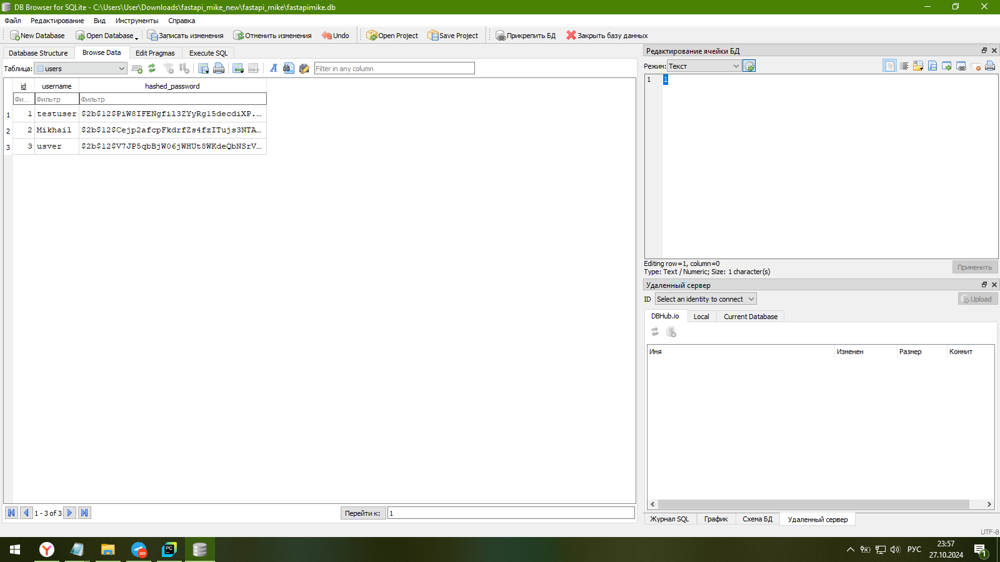 DB Browser for SQLite - C:\Users\User\Downloads\fastapi_mike_new\fastapi_mike\fastapimike.db
Файл Редактирование Вид Инструменты Справка
New Database Open Database Записать изменения Отменить изменения Undo Open Project Save Project Прикрепить БД Закрыть базу данных
Database Structure Browse Data Edit Pragmas Execute SQL
Таблица: users Filter in any column
id username hashed_password
Фи... Фильтр Фильтр
1 1 testuser $2b$12$PiW8IFENgfil3ZYyRgl5decdiXP....
2 2 Mikhail $2b$12$Cejp2afcpFkdrfZs4fzITujs3NTA...
3 3 usver $2b$12$V7JP5qbBjW06jWHUt8WKdeQbNSrV...
1 - 3 of 3 Перейти к: 1
Редактирование ячейки БД
Режим: Текст
1 1
Editing row=1, column=0
Type: Text / Numeric; Size: 1 character(s)
Применить
Удаленный сервер
ID Select an identity to connect Upload
DBHub.io Local Current Database
Имя Изменен Размер Коммит
Журнал SQL График Схема БД Удаленный сервер
UTF-8
РУС
23:57
27.10.2024
1